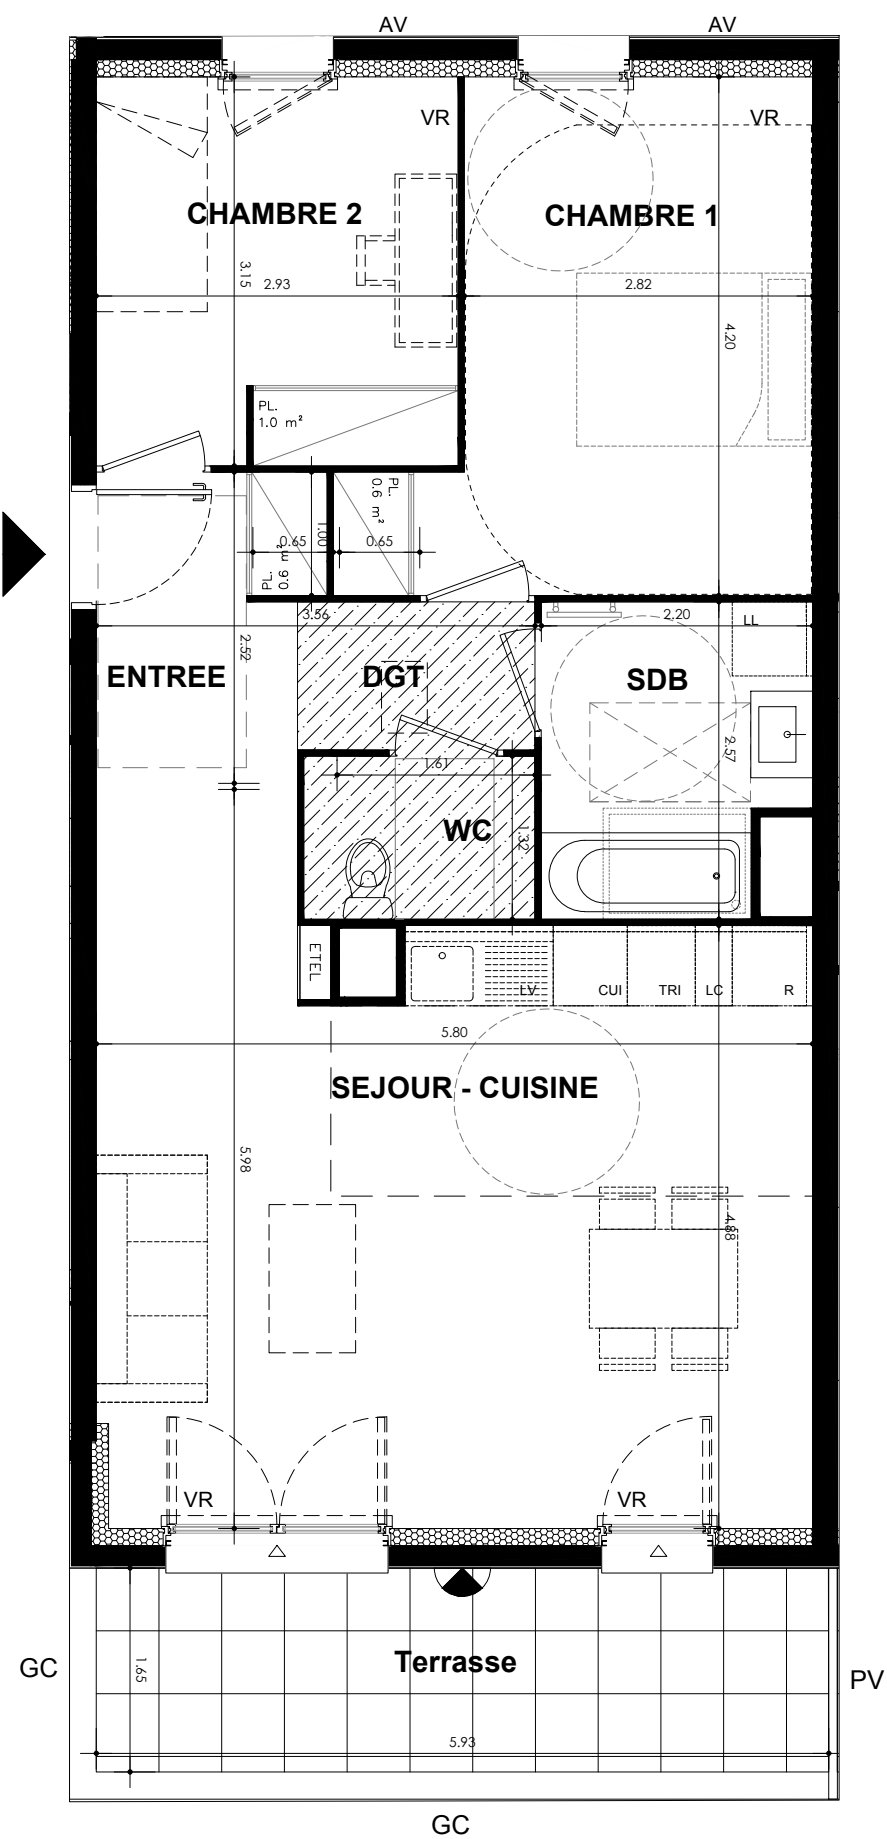 AV
AV
VR
VR
CHAMBRE 2
CHAMBRE 1
3.15
2.93
2.82
4.20
PL.
1.0 m²
PL.
0.6 m²
1.00
0.65
0.65
PL.
0.6 m²
3.56
2.20
LL
2.52
ENTREE
DGT
SDB
2.57
1.61
WC
1.32
ETEL
LV
CUI
TRI
LC
R
5.80
SEJOUR - CUISINE
5.98
4.88
VR
VR
Terrasse
GC
1.65
PV
5.93
GC